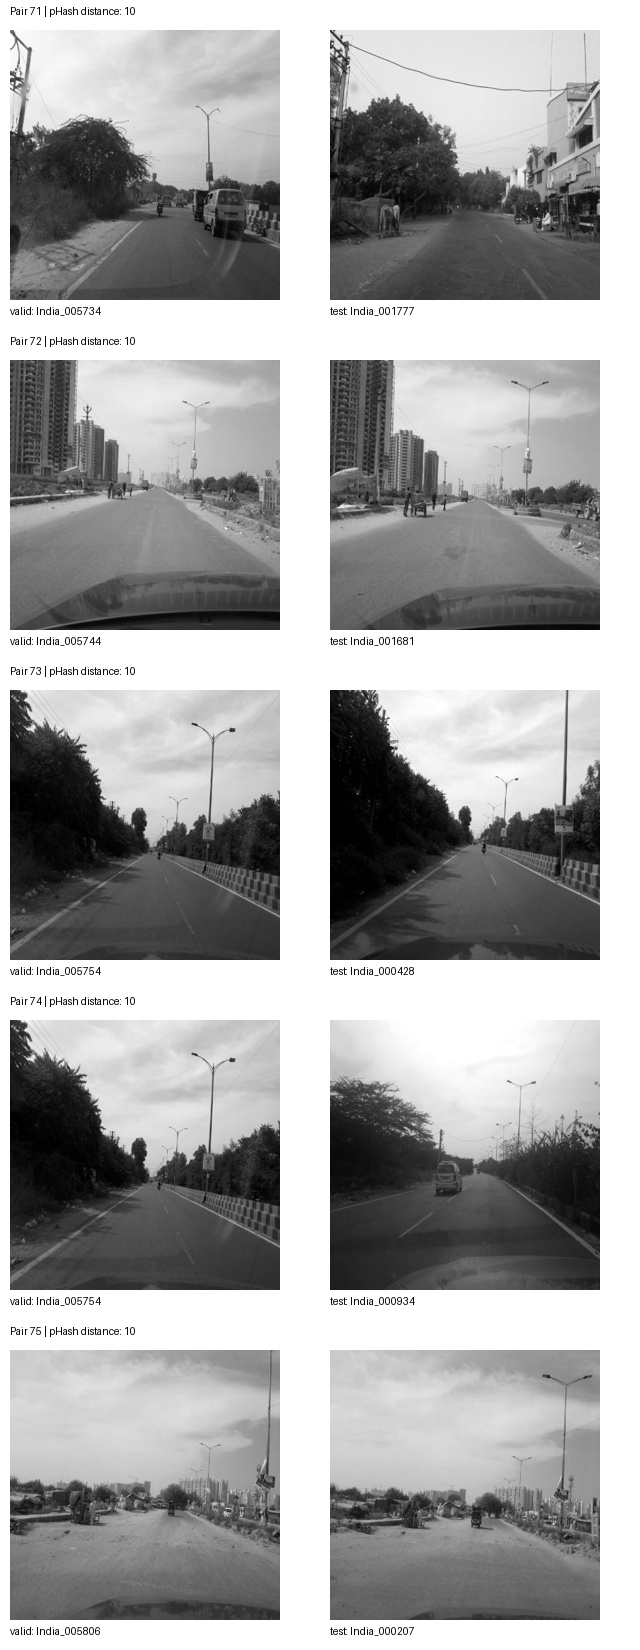 Pair 71 | pHash distance: 10
valid: India_005734
test: India_001777
Pair 72 | pHash distance: 10
valid: India_005744
test: India_001681
Pair 73 | pHash distance: 10
valid: India_005754
test: India_000428
Pair 74 | pHash distance: 10
valid: India_005754
test: India_000934
Pair 75 | pHash distance: 10
valid: India_005806
test: India_000207